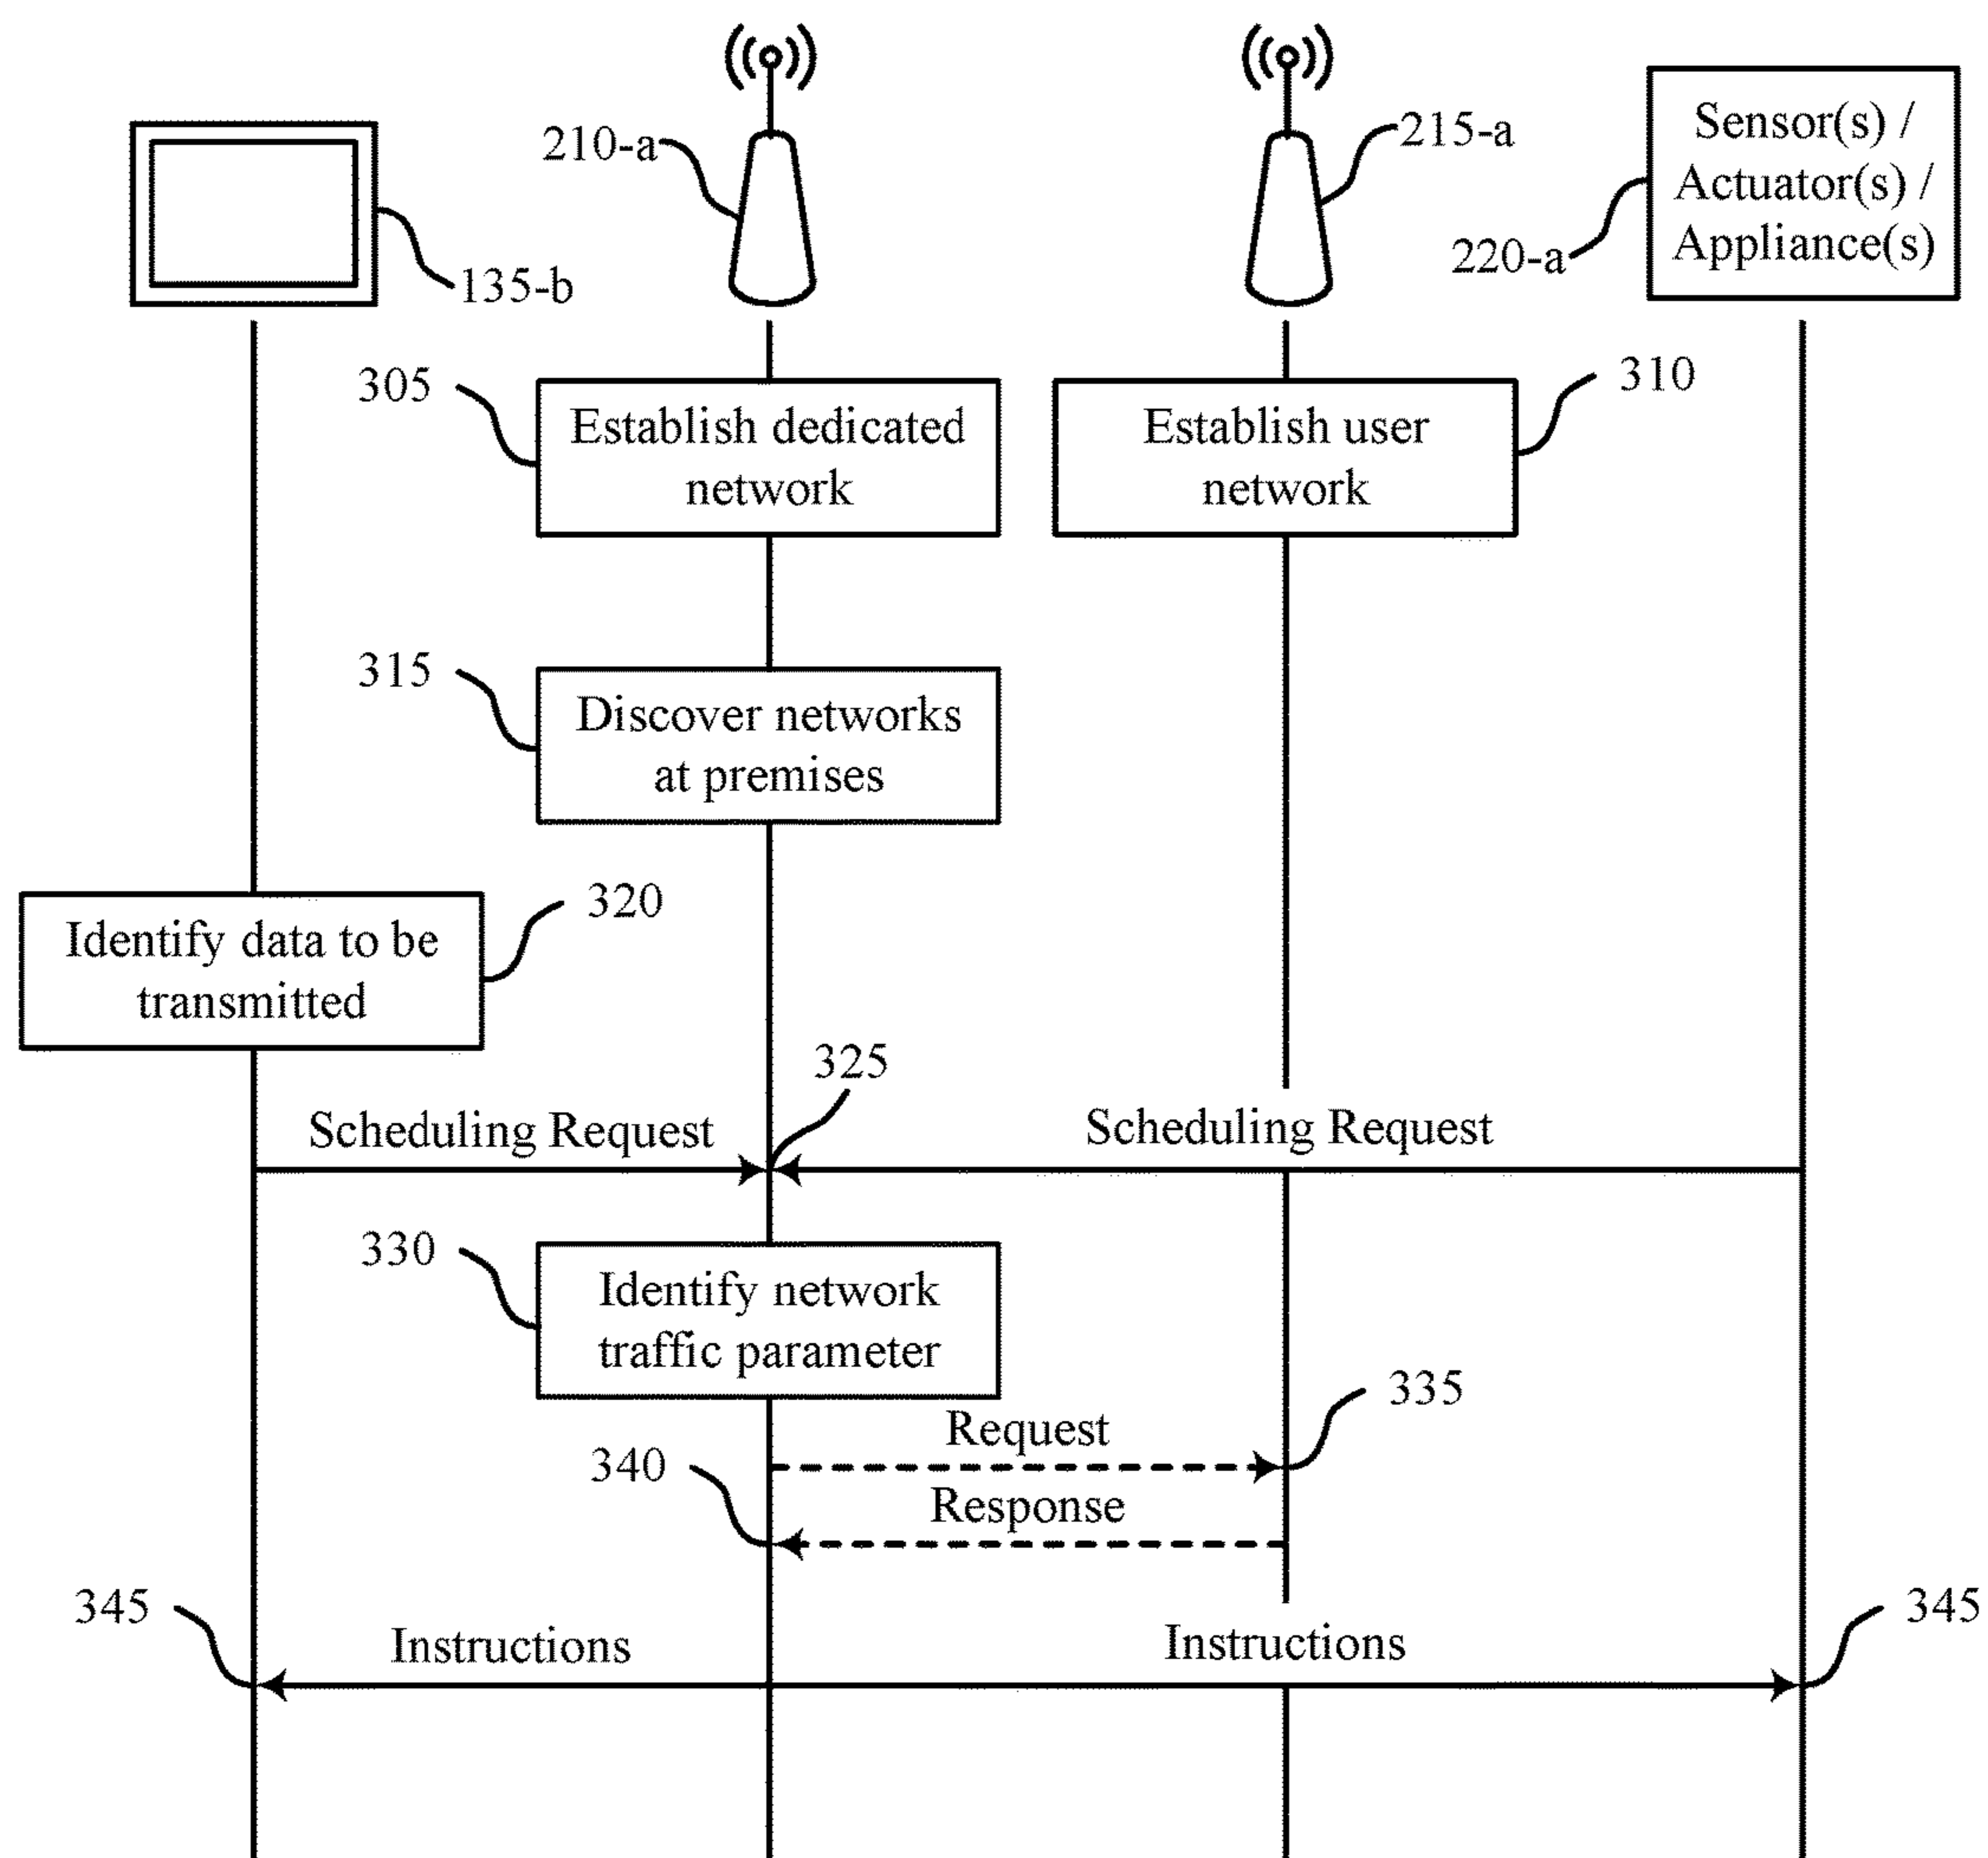 210-a
215-a
Sensor(s) /
Actuator(s) /
Appliance(s)
220-a
135-b
305
Establish dedicated
network
Establish user
network
310
315
Discover networks
at premises
320
Identify data to be
transmitted
325
Scheduling Request
Scheduling Request
330
Identify network
traffic parameter
335
Request
340
Response
345
Instructions
Instructions
345